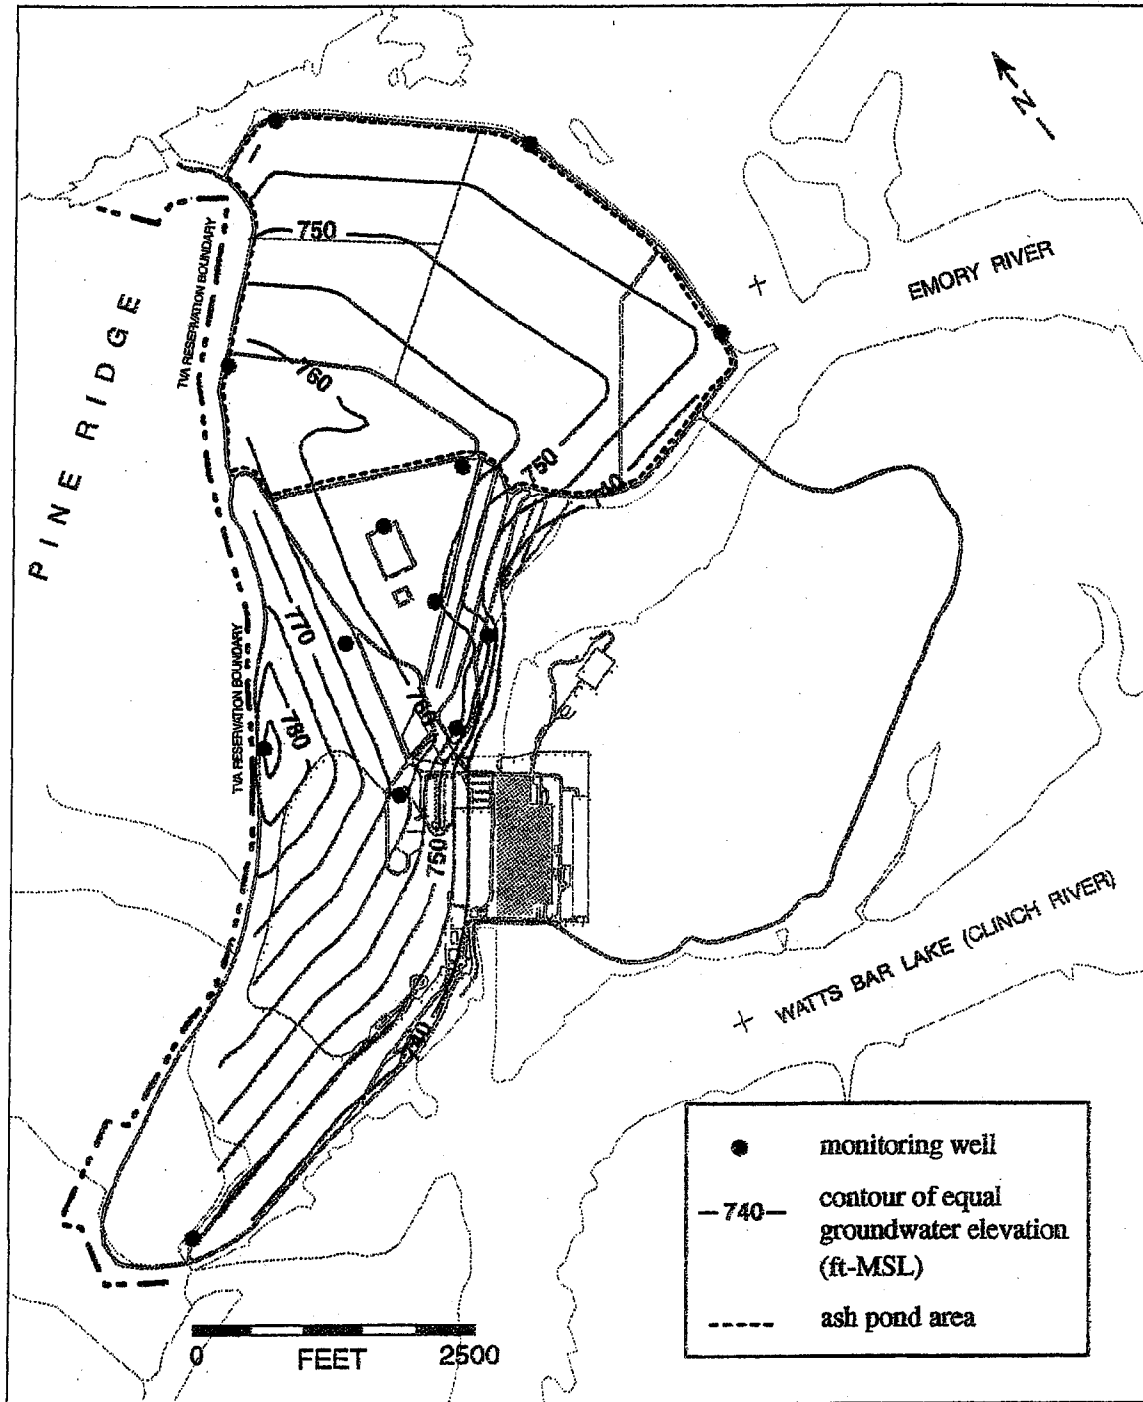 N
750
EMORY RIVER
TVA RESERVATION BOUNDARY
PINE RIDGE
760
750
740
770
TVA RESERVATION BOUNDARY
780
760
750
WATTS BAR LAKE (CLINCH RIVER)
740
monitoring well
740 contour of equal
groundwater elevation
(ft-MSL)
ash pond area
0 FEET 2500